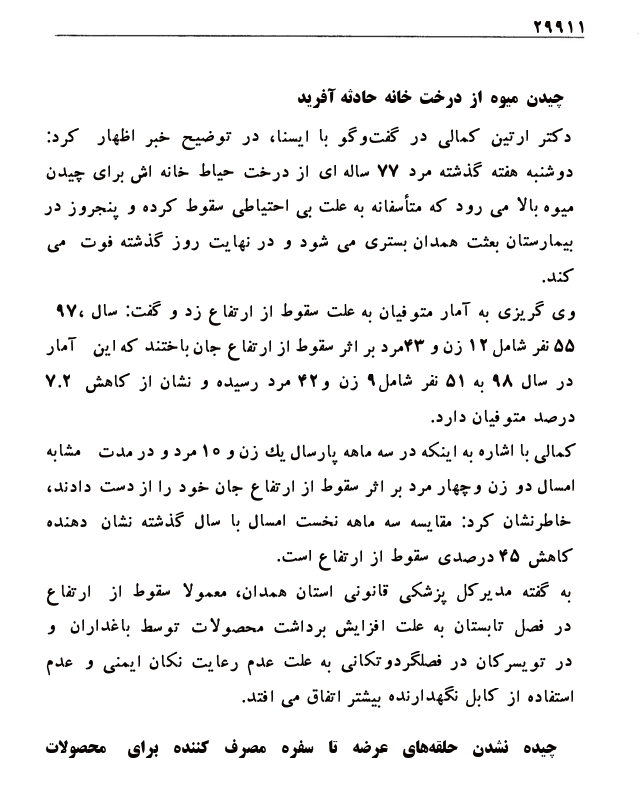 ۲۹۹۱۱
چیدن میوه از درخت خانه حادثه آفرید
دکتر ارتین کمالی در گفت‌وگو با ایسنا، در توضیح خبر اظهار کرد:
دوشنبه هفته گذشته مرد ۷۷ ساله ای از درخت حیاط خانه اش برای چیدن
میوه بالا می رود که متأسفانه به علت بی احتیاطی سقوط کرده و پنجروز در
بیمارستان بعثت همدان بستری می شود و در نهایت روز گذشته فوت می
کند.
وی گریزی به آمار متوفیان به علت سقوط از ارتفاع زد و گفت: سال ۹۷،
۵۵ نفر شامل ۱۲ زن و ۴۳مرد بر اثر سقوط از ارتفاع جان باختند که این آمار
در سال ۹۸ به ۵۱ نفر شامل۹ زن و۴۲ مرد رسیده و نشان از کاهش ۷.۲
درصد متوفیان دارد.
کمالی با اشاره به اینکه در سه ماهه پارسال یك زن و ۱۰ مرد و در مدت مشابه
امسال دو زن وچهار مرد بر اثر سقوط از ارتفاع جان خود را از دست دادند،
خاطرنشان کرد: مقایسه سه ماهه نخست امسال با سال گذشته نشان دهنده
کاهش ۴۵ درصدی سقوط از ارتفاع است.
به گفته مدیرکل پزشکی قانونی استان همدان، معمولا سقوط از ارتفاع
در فصل تابستان به علت افزایش برداشت محصولات توسط باغداران و
در تویسرکان در فصلگردوتکانی به علت عدم رعایت نکان ایمنی و عدم
استفاده از کابل نگهدارنده بیشتر اتفاق می افتد.
چیده نشدن حلقه‌های عرضه تا سفره مصرف کننده برای محصولات